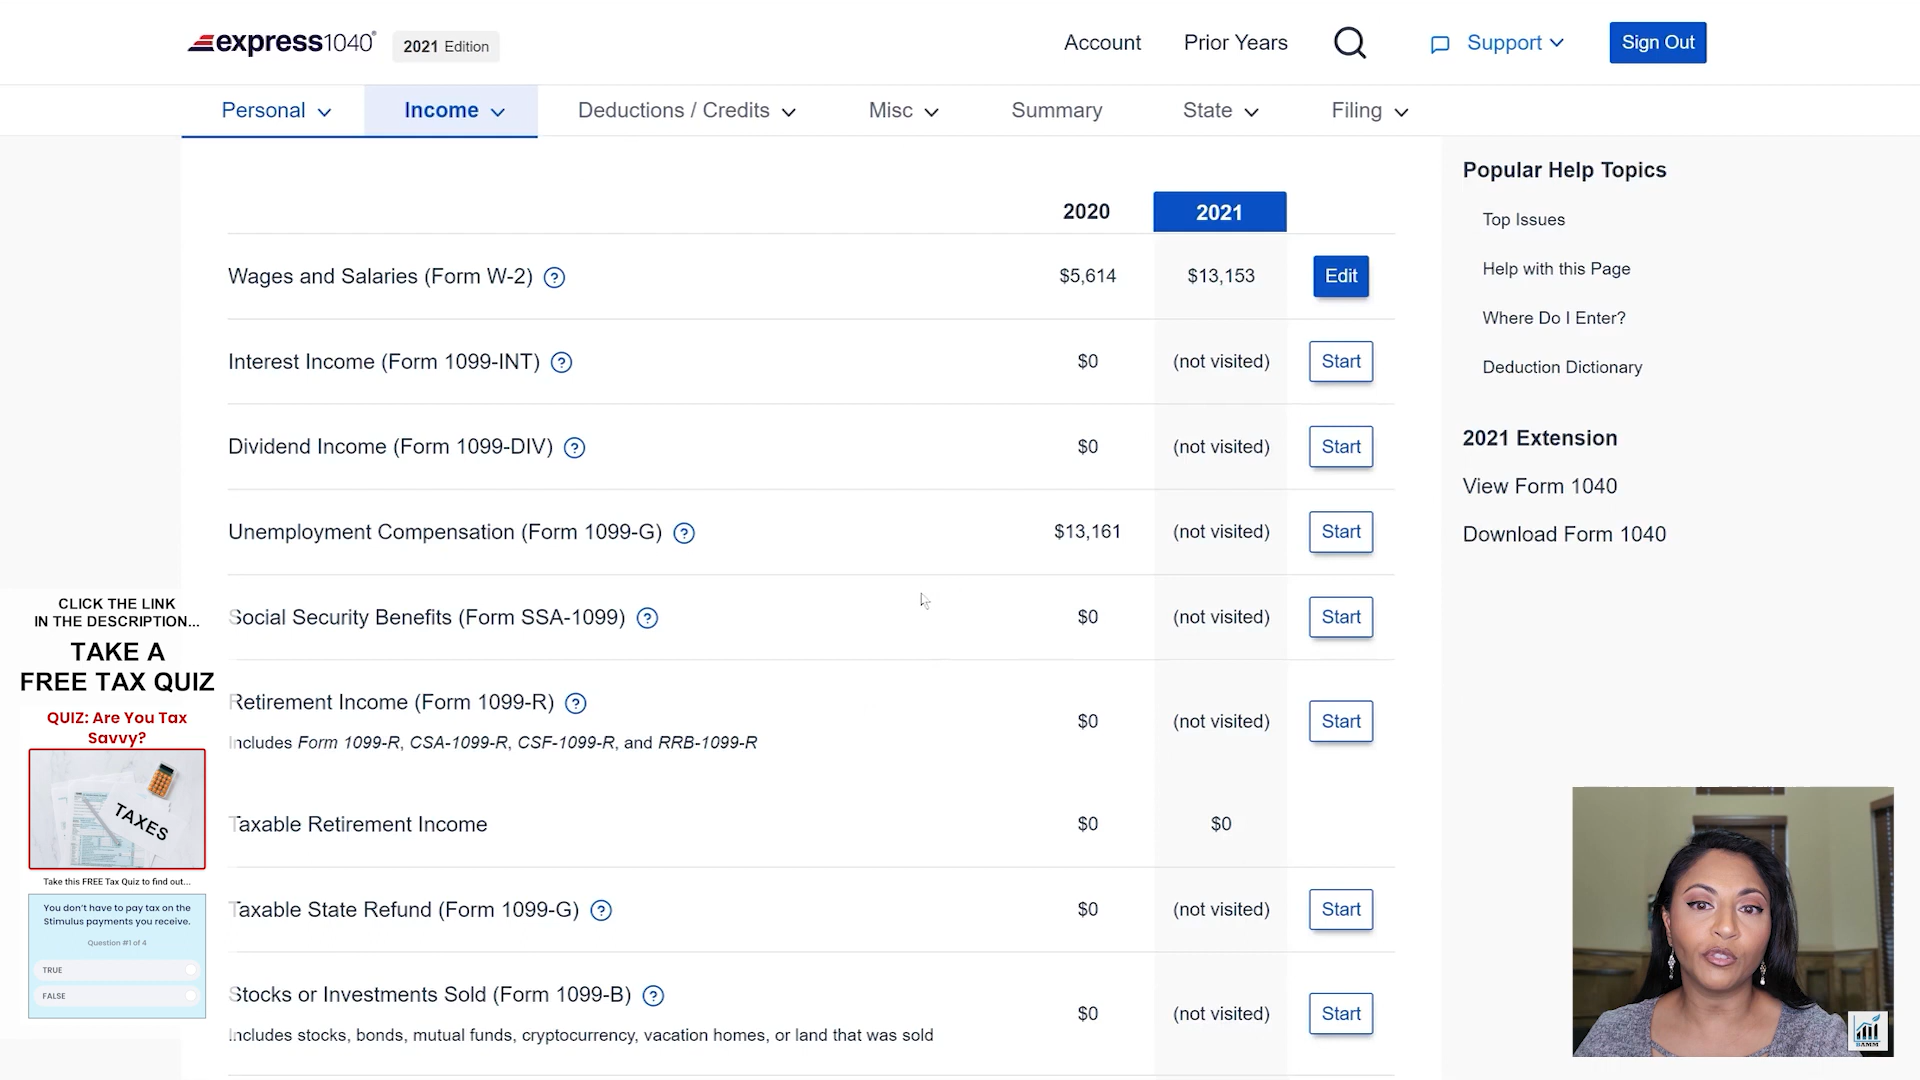 express1040®
2021 Edition
Account
Prior Years
Support
Sign Out
Personal
Income
Deductions / Credits
Misc
Summary
State
Filing
2020
2021
Wages and Salaries (Form W-2) ?
$5,614
$13,153
Edit
Interest Income (Form 1099-INT) ?
$0
(not visited)
Start
Dividend Income (Form 1099-DIV) ?
$0
(not visited)
Start
Unemployment Compensation (Form 1099-G) ?
$13,161
(not visited)
Start
Social Security Benefits (Form SSA-1099) ?
$0
(not visited)
Start
Retirement Income (Form 1099-R) ?
Includes Form 1099-R, CSA-1099-R, CSF-1099-R, and RRB-1099-R
$0
(not visited)
Start
Taxable Retirement Income
$0
$0
Taxable State Refund (Form 1099-G) ?
$0
(not visited)
Start
Stocks or Investments Sold (Form 1099-B) ?
Includes stocks, bonds, mutual funds, cryptocurrency, vacation homes, or land that was sold
$0
(not visited)
Start
Popular Help Topics
Top Issues
Help with this Page
Where Do I Enter?
Deduction Dictionary
2021 Extension
View Form 1040
Download Form 1040
CLICK THE LINK
IN THE DESCRIPTION...
TAKE A
FREE TAX QUIZ
QUIZ: Are You Tax
Savvy?
TAXES
Take this FREE Tax Quiz to find out...
You don't have to pay tax on the
Stimulus payments you receive.
Question #1 of 4
TRUE
FALSE
BAMM